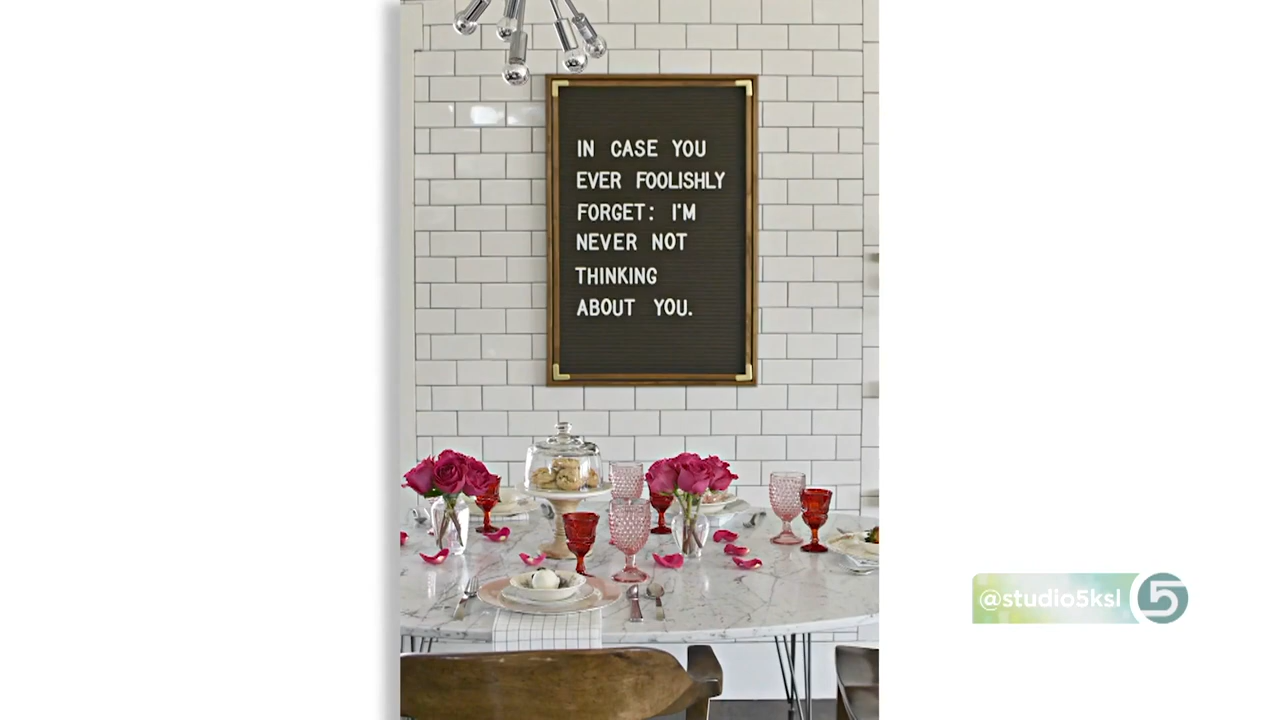 IN CASE YOU
EVER FOOLISHLY
FORGET: I'M
NEVER NOT
THINKING
ABOUT YOU.
@studio5ksl 5